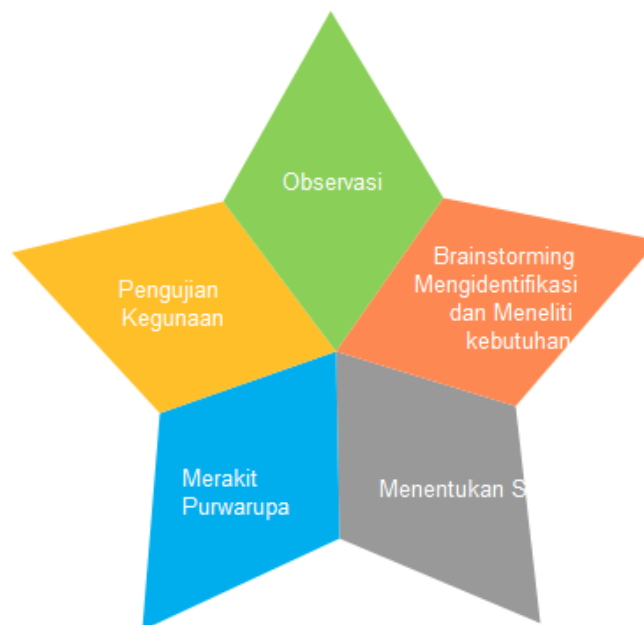 Observasi
Brainstorming
Mengidentifikasi
dan Meneliti
kebutuhan
Menentukan S
Merakit
Purwarupa
Pengujian
Kegunaan